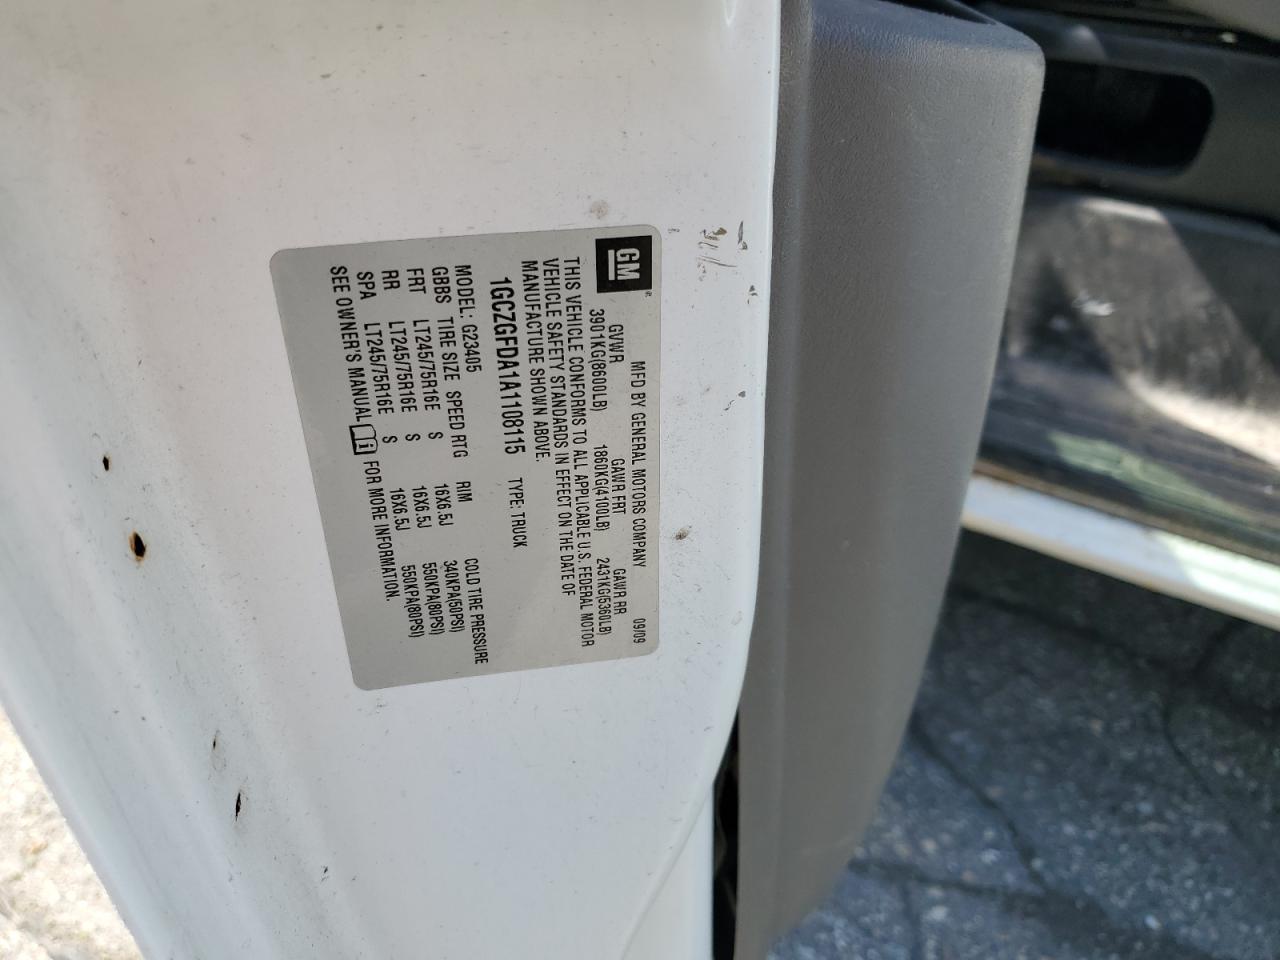 GM
MFD BY GENERAL MOTORS COMPANY 09/09
GVWR GAWR FRT GAWR RR
3901KG(8600LB) 1860KG(4100LB) 2431KG(5360LB)
THIS VEHICLE CONFORMS TO ALL APPLICABLE U.S. FEDERAL MOTOR
VEHICLE SAFETY STANDARDS IN EFFECT ON THE DATE OF
MANUFACTURE SHOWN ABOVE.
1GCZGFDA1A1108115 TYPE: TRUCK
MODEL: G23405
GBBS TIRE SIZE SPEED RTG RIM COLD TIRE PRESSURE
FRT LT245/75R16E S 16X6.5J 340KPA(50PSI)
RR LT245/75R16E S 16X6.5J 550KPA(80PSI)
SPA LT245/75R16E S 16X6.5J 550KPA(80PSI)
SEE OWNER'S MANUAL FOR MORE INFORMATION.